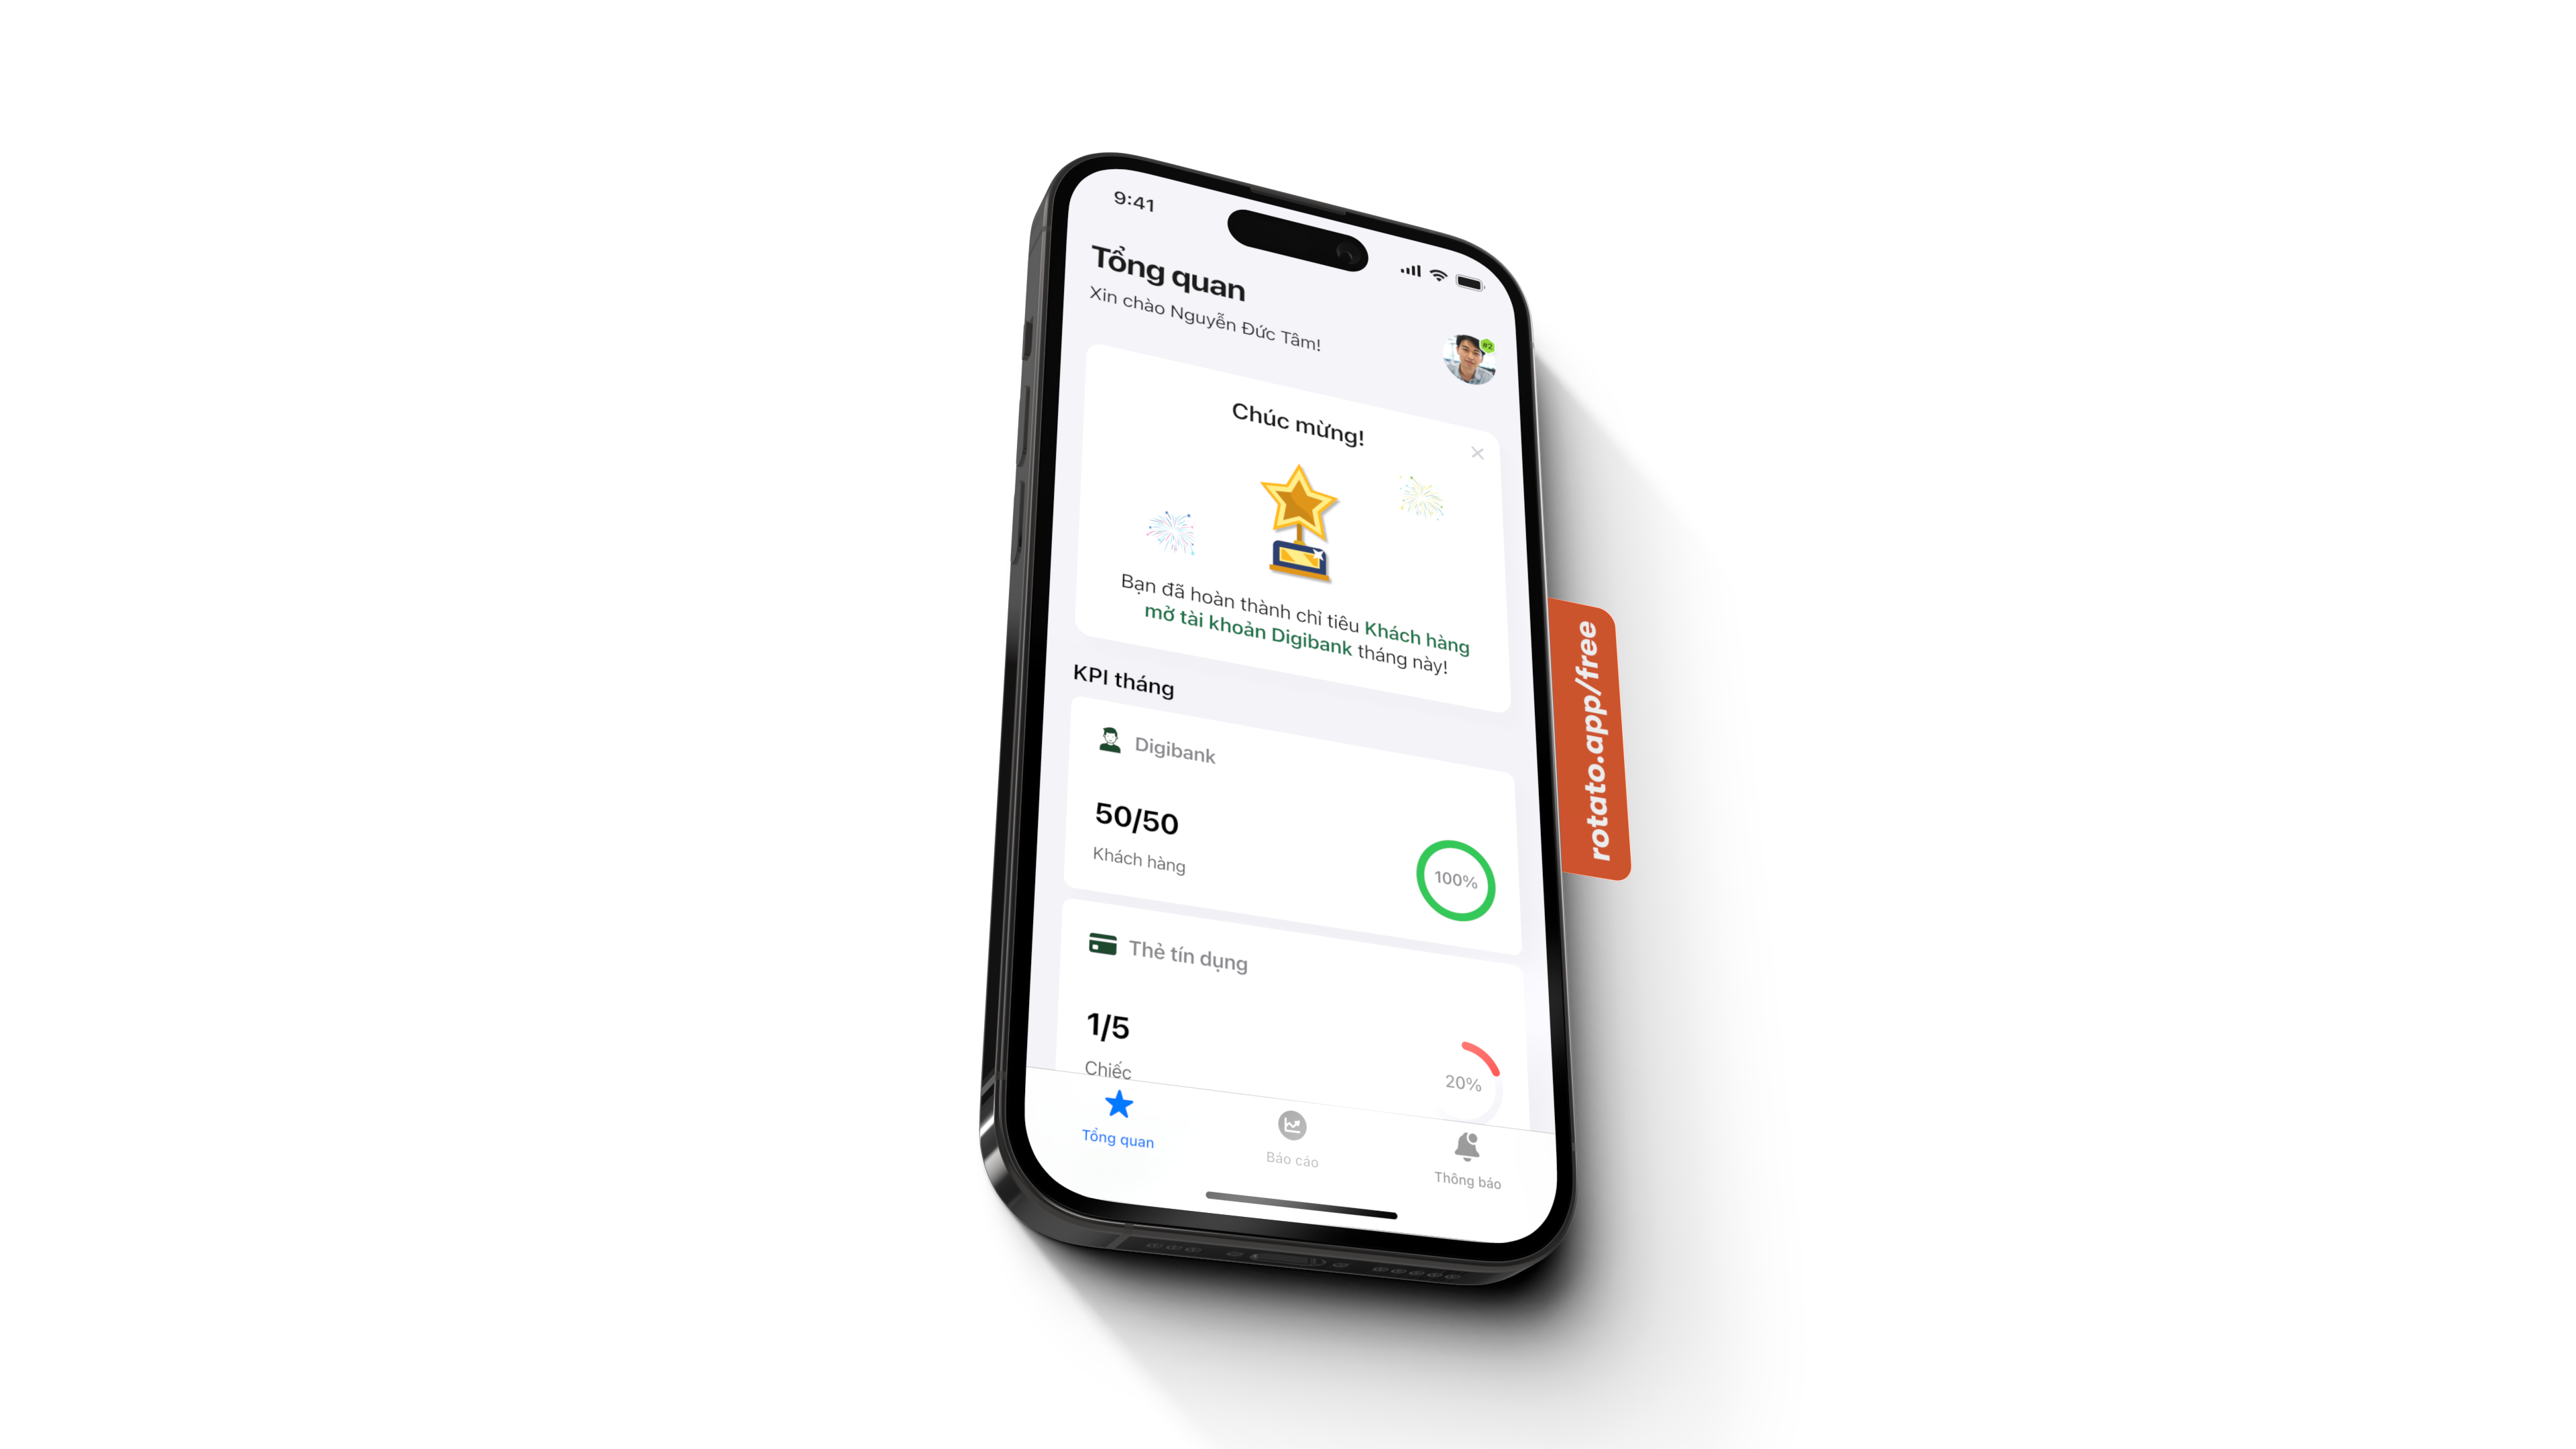 9:41
Tổng quan
Xin chào Nguyễn Đức Tâm!
#2
Chúc mừng!
Bạn đã hoàn thành chỉ tiêu Khách hàng
mở tài khoản Digibank tháng này!
KPI tháng
Digibank
50/50
Khách hàng
100%
Thẻ tín dụng
1/5
Chiếc
20%
Tổng quan
Báo cáo
Thông báo
rotato.app/free